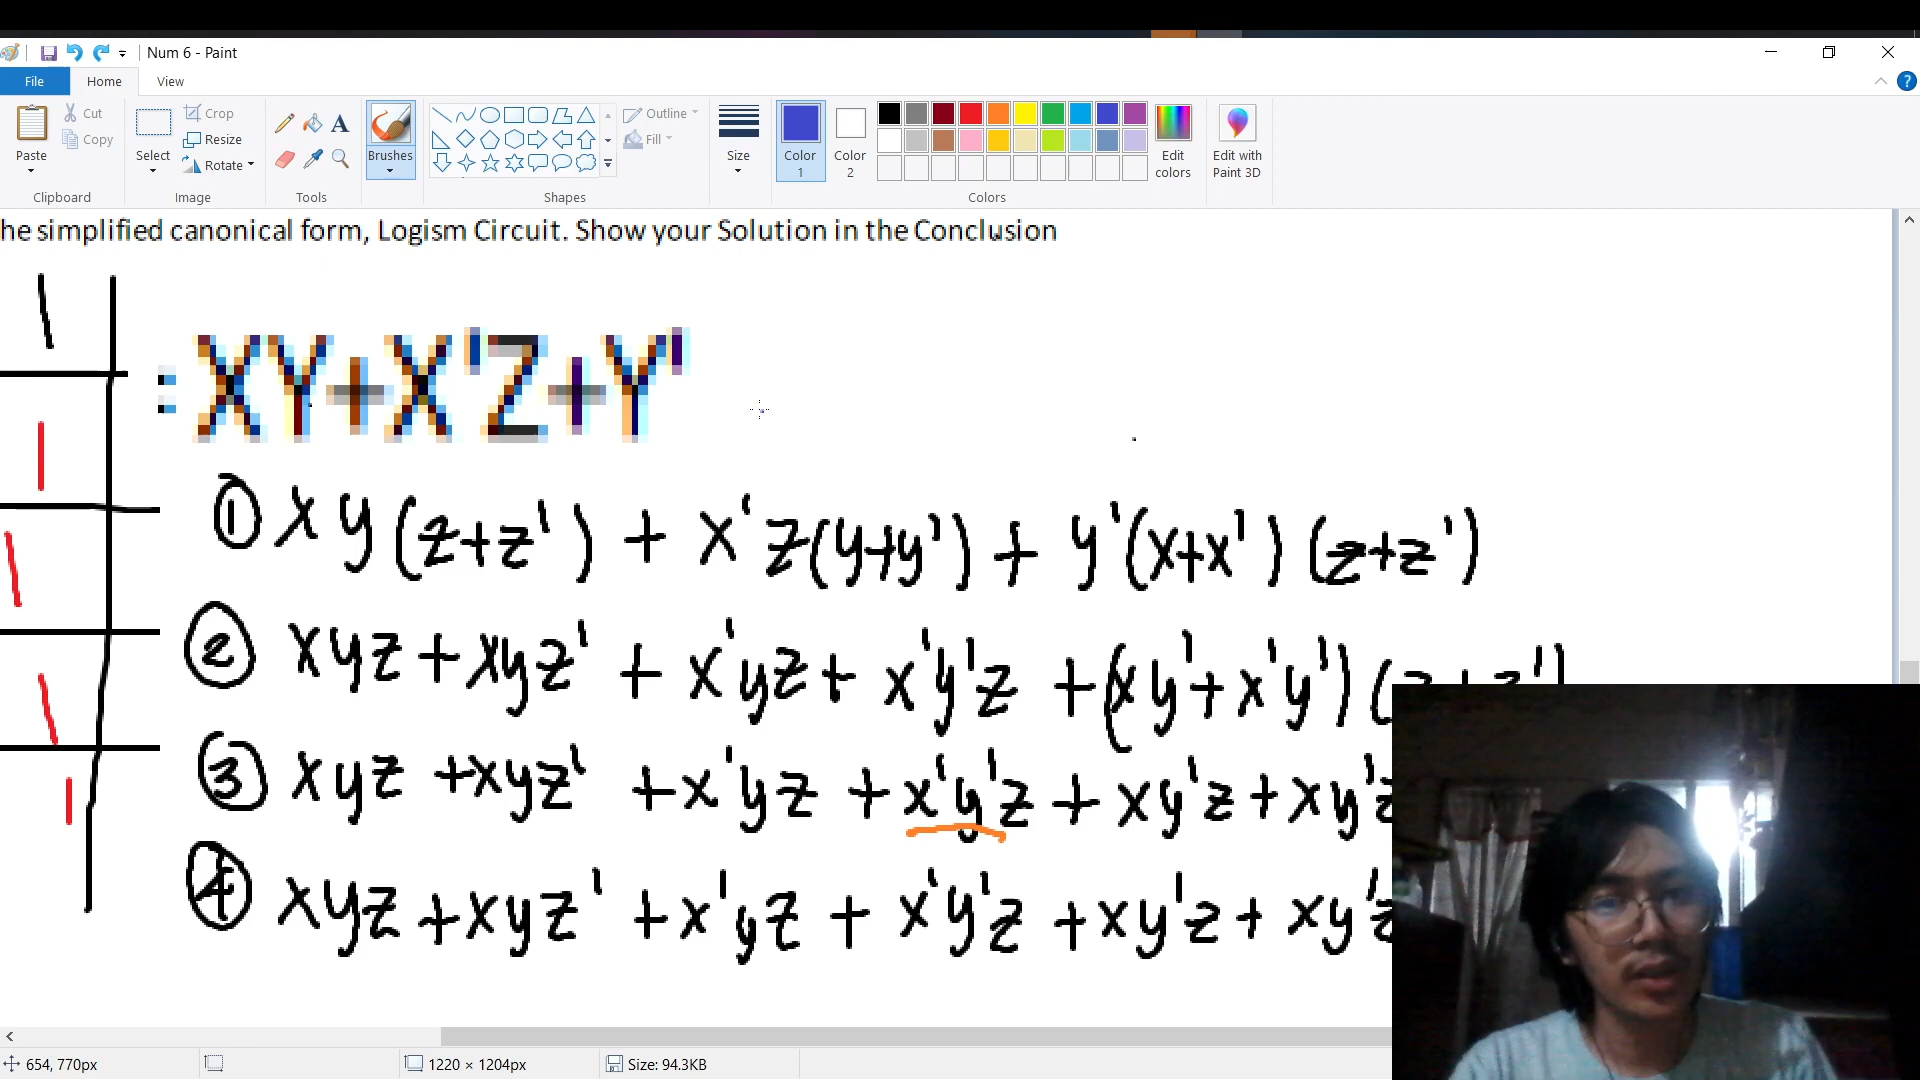 Num 6 - Paint
File Home View
Paste
Cut
Copy
Clipboard
Select
Crop
Resize
Rotate
Image
Tools
Brushes
Shapes
Outline
Fill
Size
Color 1
Color 2
Colors
Edit colors
Edit with Paint 3D
he simplified canonical form, Logism Circuit. Show your Solution in the Conclusion
:XY+X'Z+Y'
① xy(z+z') + x'z(y+y') + y'(x+x')(z+z')
② xyz+xyz' + x'yz + x'y'z +(xy'+x'y')(z+z')
③ xyz +xyz' +x'yz +x'y'z + xy'z + xy'z
④ xyz +xyz' +x'yz + x'y'z +xy'z + xy'z
654, 770px
1220 × 1204px
Size: 94.3KB